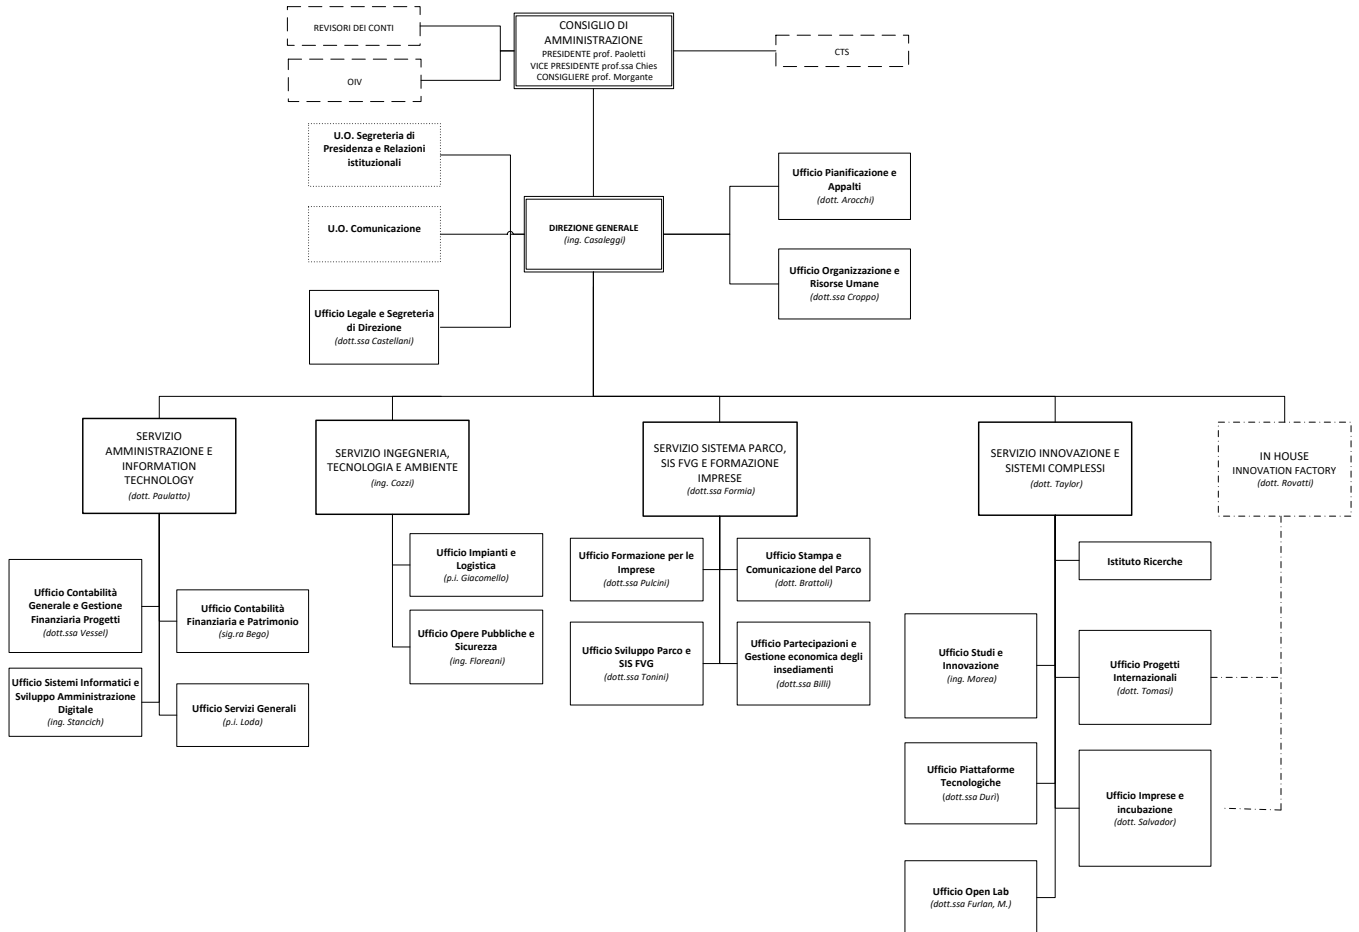 REVISORI DEI CONTI
OIV
CONSIGLIO DI
AMMINISTRAZIONE
PRESIDENTE prof. Paoletti
VICE PRESIDENTE prof.ssa Chies
CONSIGLIERE prof. Morgante
CTS
U.O. Segreteria di
Presidenza e Relazioni
istituzionali
U.O. Comunicazione
Ufficio Legale e Segreteria
di Direzione
(dott.ssa Castellani)
DIREZIONE GENERALE
(ing. Casaleggi)
Ufficio Pianificazione e
Appalti
(dott. Arocchi)
Ufficio Organizzazione e
Risorse Umane
(dott.ssa Croppo)
SERVIZIO
AMMINISTRAZIONE E
INFORMATION
TECHNOLOGY
(dott. Paulatto)
SERVIZIO INGEGNERIA,
TECNOLOGIA E AMBIENTE
(ing. Cozzi)
SERVIZIO SISTEMA PARCO,
SIS FVG E FORMAZIONE
IMPRESE
(dott.ssa Formia)
SERVIZIO INNOVAZIONE E
SISTEMI COMPLESSI
(dott. Taylor)
IN HOUSE
INNOVATION FACTORY
(dott. Rovatti)
Ufficio Contabilità
Generale e Gestione
Finanziaria Progetti
(dott.ssa Vessel)
Ufficio Contabilità
Finanziaria e Patrimonio
(sig.ra Bego)
Ufficio Sistemi Informatici e
Sviluppo Amministrazione
Digitale
(ing. Stancich)
Ufficio Servizi Generali
(p.i. Loda)
Ufficio Impianti e
Logistica
(p.i. Giacomello)
Ufficio Opere Pubbliche e
Sicurezza
(ing. Floreani)
Ufficio Formazione per le
Imprese
(dott.ssa Pulcini)
Ufficio Stampa e
Comunicazione del Parco
(dott. Brattoli)
Ufficio Sviluppo Parco e
SIS FVG
(dott.ssa Tonini)
Ufficio Partecipazioni e
Gestione economica degli
insediamenti
(dott.ssa Billi)
Istituto Ricerche
Ufficio Studi e
Innovazione
(ing. Morea)
Ufficio Progetti
Internazionali
(dott. Tomasi)
Ufficio Piattaforme
Tecnologiche
(dott.ssa Durì)
Ufficio Imprese e
incubazione
(dott. Salvador)
Ufficio Open Lab
(dott.ssa Furlan, M.)